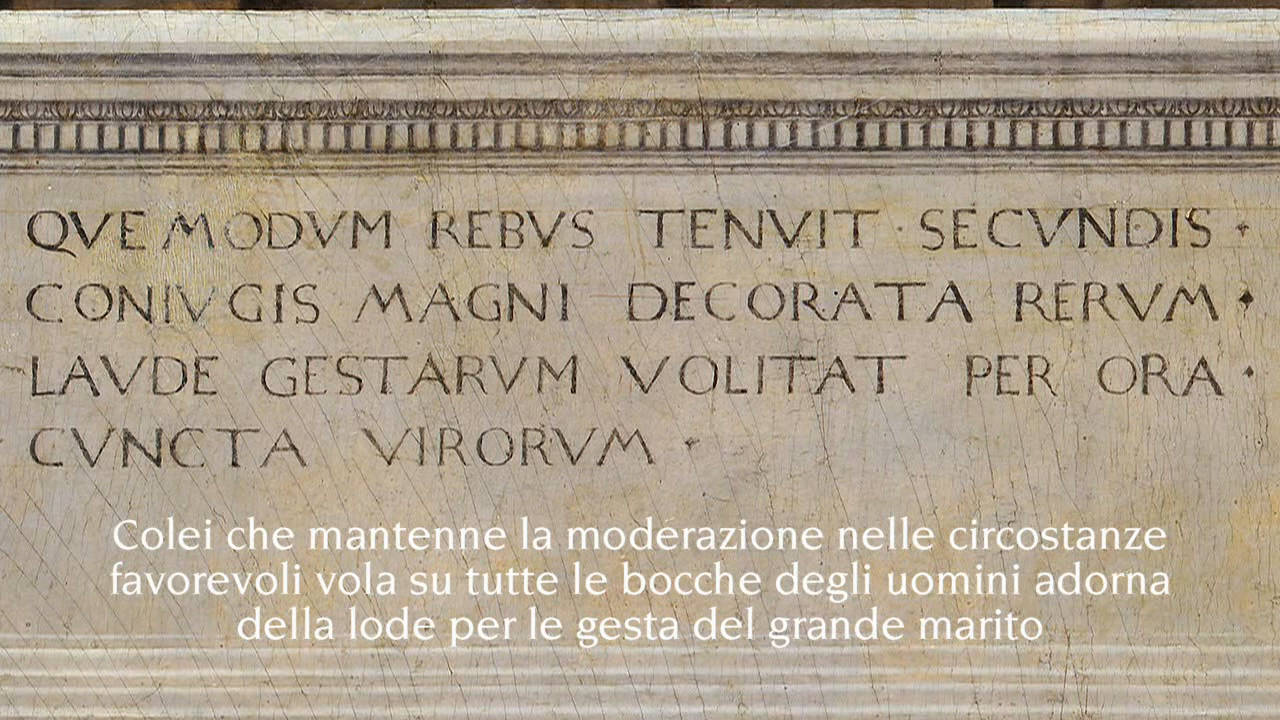 QVEMODVM REBVS TENVIT · SECVNDIS ·
CONIVGIS MAGNI DECORATA RERVM ·
LAVDE GESTARVM VOLITAT PER ORA ·
CVNCTA VIRORVM ·
Colei che mantenne la moderazione nelle circostanze
favorevoli vola su tutte le bocche degli uomini adorna
della lode per le gesta del grande marito